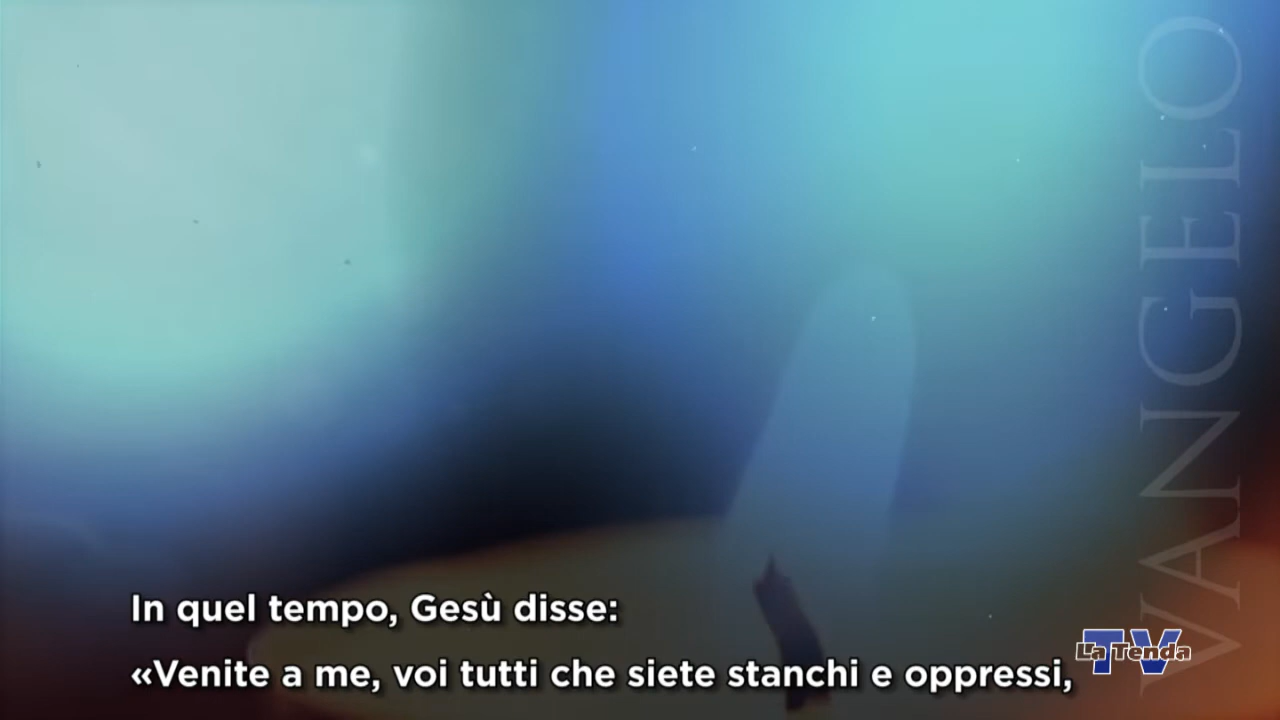 VANGELO
In quel tempo, Gesù disse:
«Venite a me, voi tutti che siete stanchi e oppressi,
TV
La Tenda